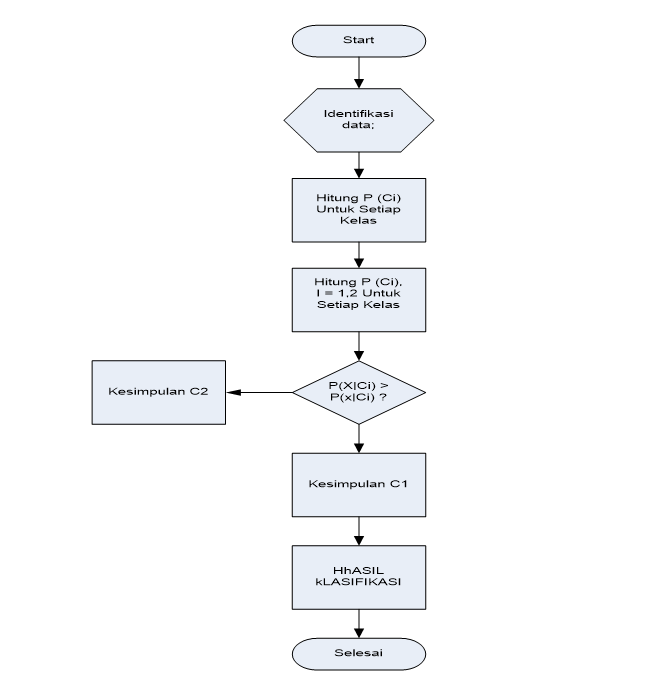 Start
Identifikasi
data;
Hitung P (Ci)
Untuk Setiap
Kelas
Hitung P (Ci),
I = 1,2 Untuk
Setiap Kelas
P(X|Ci) >
P(x|Ci) ?
Kesimpulan C2
Kesimpulan C1
HhASIL
kLASIFIKASI
Selesai